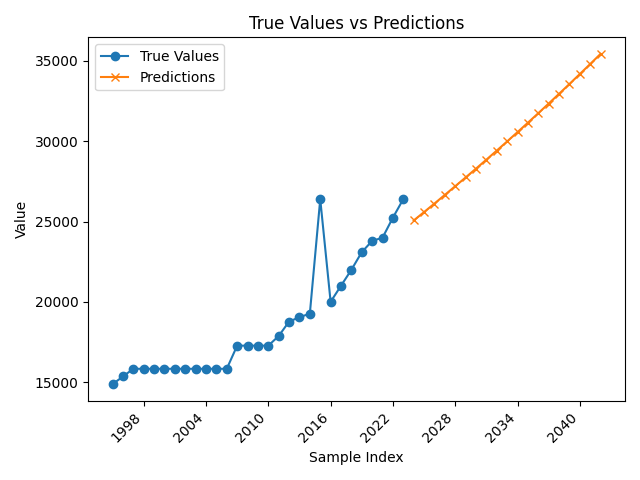 True Values vs Predictions
True Values
Predictions
35000
30000
25000
20000
15000
Value
1998
2004
2010
2016
2022
2028
2034
2040
Sample Index